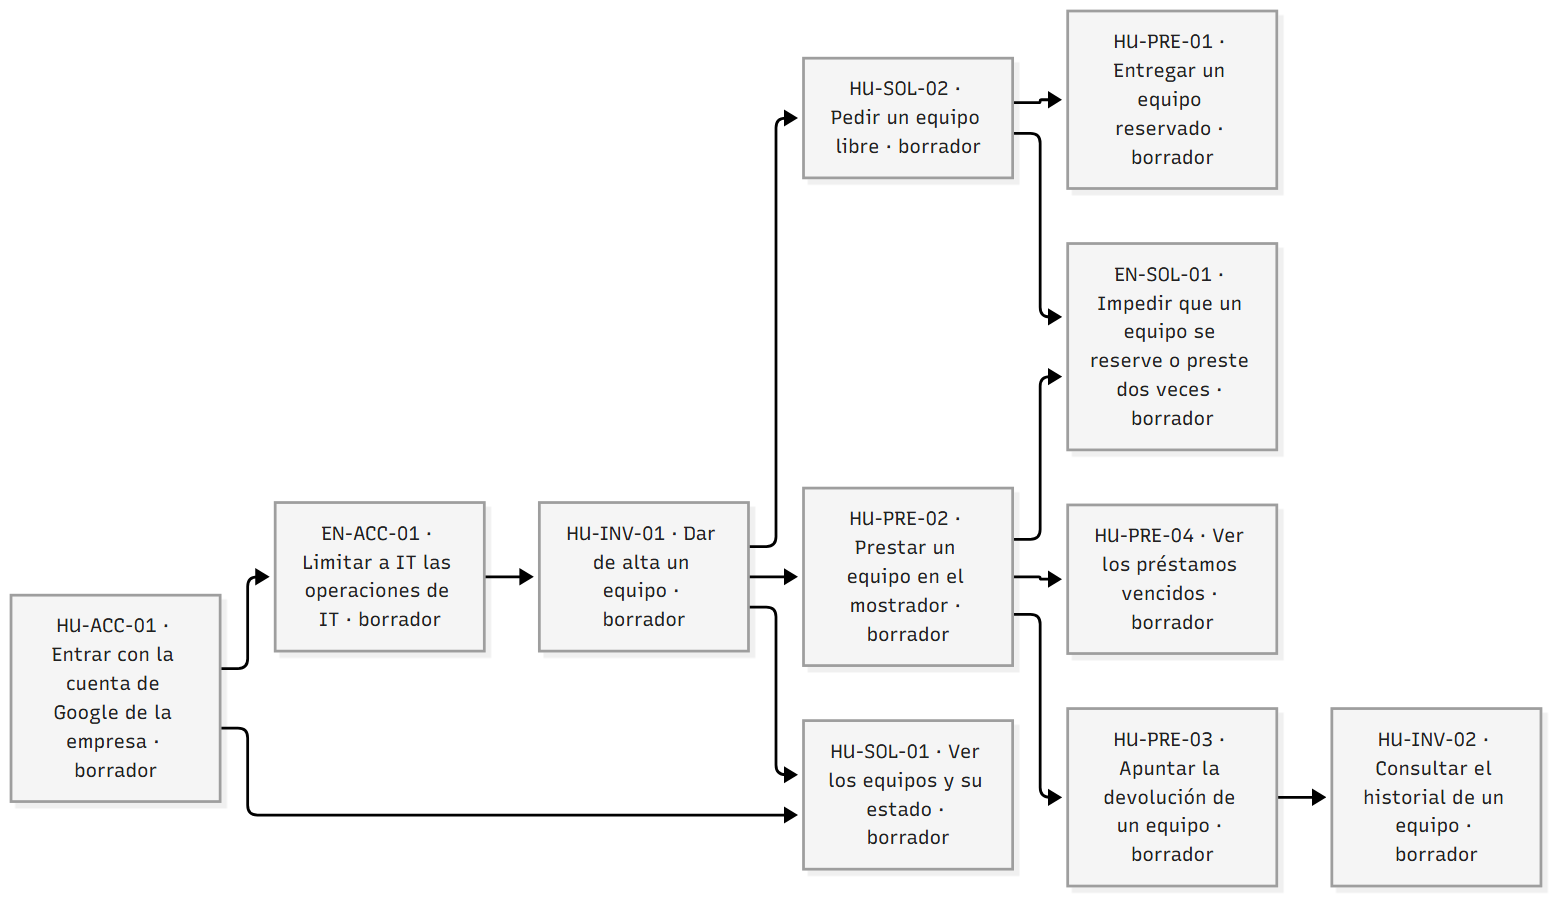 HU-PRE-01 ·
Entregar un
equipo
reservado ·
borrador
HU-SOL-02 ·
Pedir un equipo
libre · borrador
EN-SOL-01 ·
Impedir que un
equipo se
reserve o preste
dos veces ·
borrador
EN-ACC-01 ·
Limitar a IT las
operaciones de
IT · borrador
HU-INV-01 · Dar
de alta un
equipo ·
borrador
HU-PRE-02 ·
Prestar un
equipo en el
mostrador ·
borrador
HU-PRE-04 · Ver
los préstamos
vencidos ·
borrador
HU-ACC-01 ·
Entrar con la
cuenta de
Google de la
empresa ·
borrador
HU-SOL-01 · Ver
los equipos y su
estado ·
borrador
HU-PRE-03 ·
Apuntar la
devolución de
un equipo ·
borrador
HU-INV-02 ·
Consultar el
historial de un
equipo ·
borrador